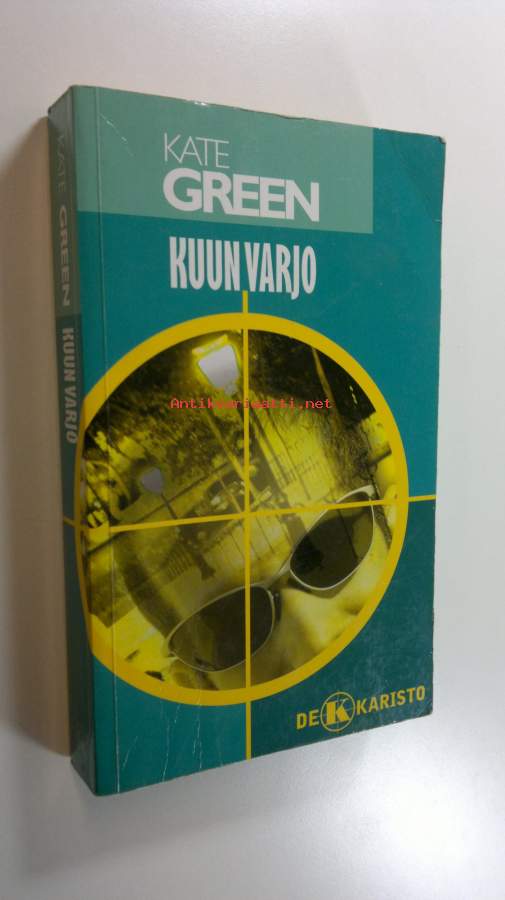 KATE
GREEN
KUUN VARJO
KATE GREEN KUUN VARJO
Antikvariaatti.net
DE K KARISTO